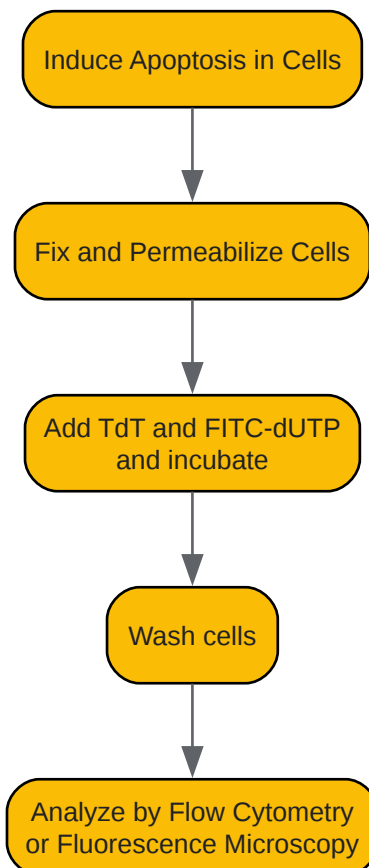 Induce Apoptosis in Cells
Fix and Permeabilize Cells
Add TdT and FITC-dUTP
and incubate
Wash cells
Analyze by Flow Cytometry
or Fluorescence Microscopy